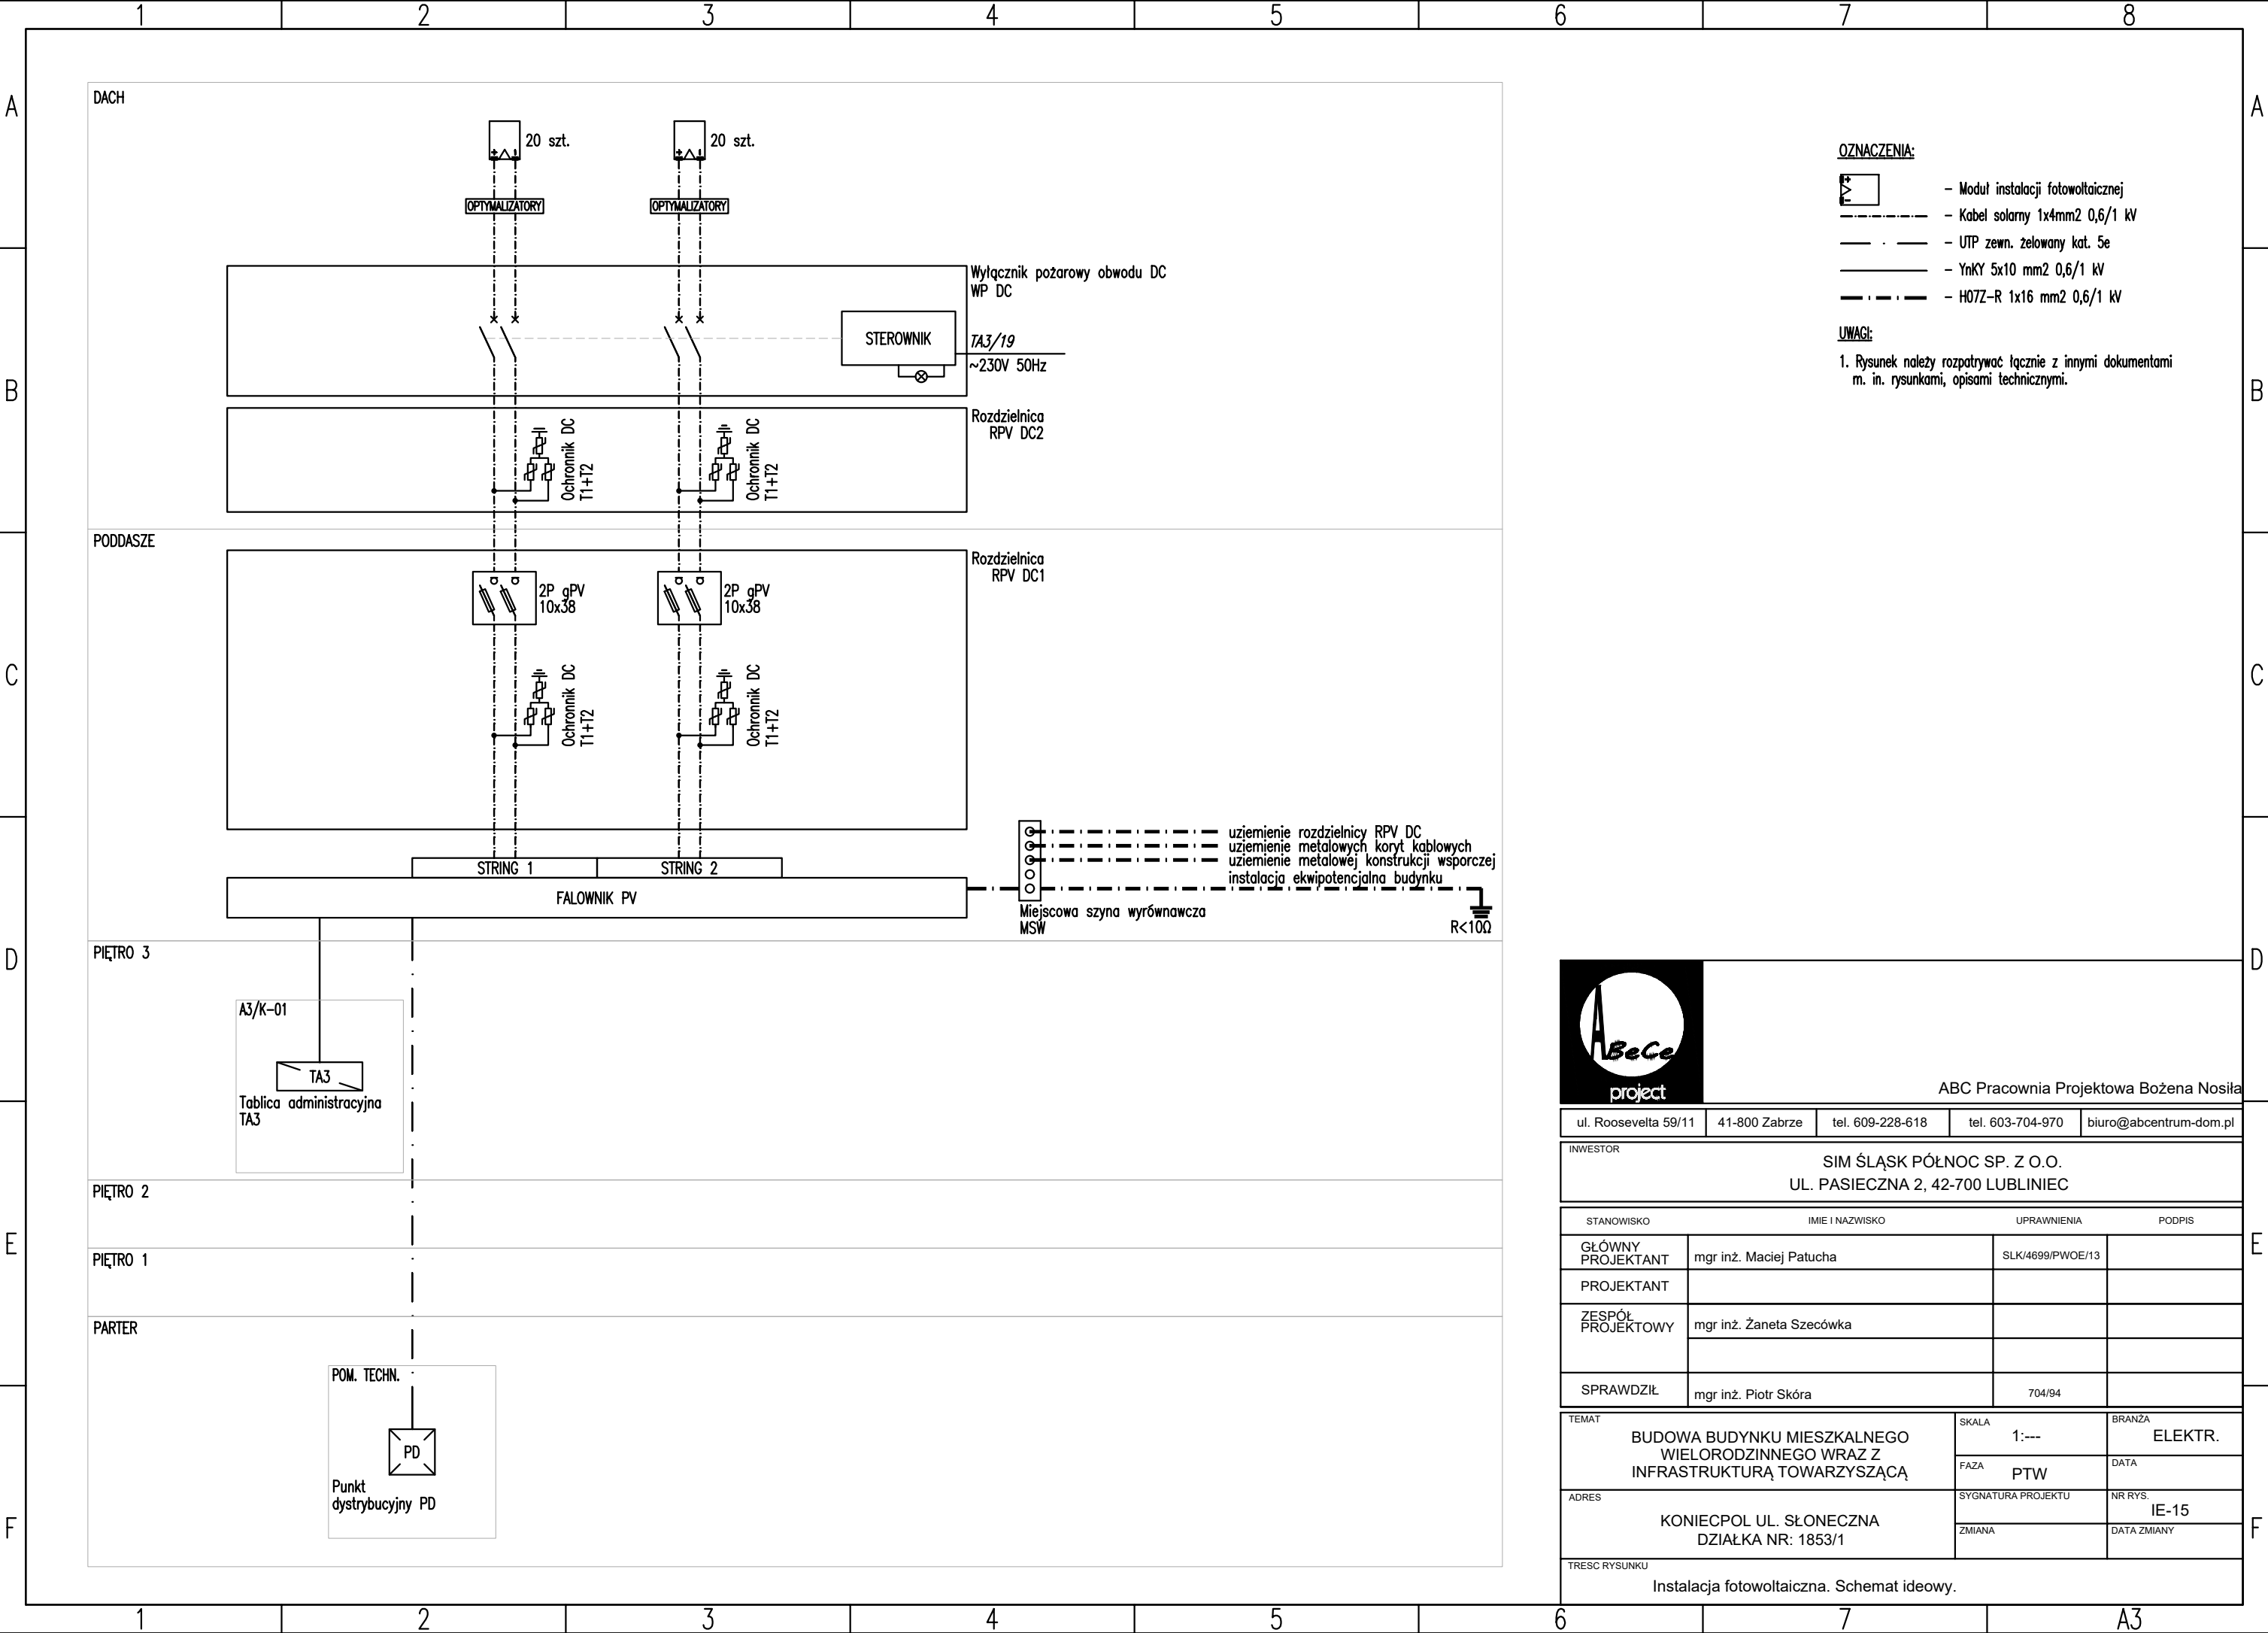 1 2 3 4 5 6 7 8
A A
B B
C C
D D
E E
F F
DACH
20 szt.
20 szt.
OPTYMALIZATORY
OPTYMALIZATORY
Wyłącznik pożarowy obwodu DC
WP DC
STEROWNIK
TA3/19
~230V 50Hz
Rozdzielnica
RPV DC2
Ochronnik DC
T1+T2
Ochronnik DC
T1+T2
PODDASZE
Rozdzielnica
RPV DC1
2P gPV
10x38
2P gPV
10x38
Ochronnik DC
T1+T2
Ochronnik DC
T1+T2
STRING 1
STRING 2
FALOWNIK PV
uziemienie rozdzielnicy RPV DC
uziemienie metalowych koryt kablowych
uziemienie metalowej konstrukcji wsporczej
instalacja ekwipotencjalna budynku
Miejscowa szyna wyrównawcza
MSW
R<10Ω
PIĘTRO 3
A3/K-01
TA3
Tablica administracyjna
TA3
PIĘTRO 2
PIĘTRO 1
PARTER
POM. TECHN.
PD
Punkt
dystrybucyjny PD
OZNACZENIA:
- Moduł instalacji fotowoltaicznej
- Kabel solarny 1x4mm2 0,6/1 kV
- UTP zewn. żelowany kat. 5e
- YnKY 5x10 mm2 0,6/1 kV
- H07Z-R 1x16 mm2 0,6/1 kV
UWAGI:
1. Rysunek należy rozpatrywać łącznie z innymi dokumentami
m. in. rysunkami, opisami technicznymi.
ABeCe
project
ABC Pracownia Projektowa Bożena Nosiła
ul. Roosevelta 59/11 41-800 Zabrze tel. 609-228-618 tel. 603-704-970 biuro@abcentrum-dom.pl
INWESTOR
SIM ŚLĄSK PÓŁNOC SP. Z O.O.
UL. PASIECZNA 2, 42-700 LUBLINIEC
STANOWISKO IMIE I NAZWISKO UPRAWNIENIA PODPIS
GŁÓWNY
PROJEKTANT mgr inż. Maciej Patucha SLK/4699/PWOE/13
PROJEKTANT
ZESPÓŁ
PROJEKTOWY mgr inż. Żaneta Szecówka
SPRAWDZIŁ mgr inż. Piotr Skóra 704/94
TEMAT
BUDOWA BUDYNKU MIESZKALNEGO
WIELORODZINNEGO WRAZ Z
INFRASTRUKTURĄ TOWARZYSZĄCĄ
SKALA
1:---
BRANŻA
ELEKTR.
FAZA
PTW
DATA
ADRES
KONIECPOL UL. SŁONECZNA
DZIAŁKA NR: 1853/1
SYGNATURA PROJEKTU
NR RYS.
IE-15
ZMIANA
DATA ZMIANY
TRESC RYSUNKU
Instalacja fotowoltaiczna. Schemat ideowy.
1 2 3 4 5 6 7 A3